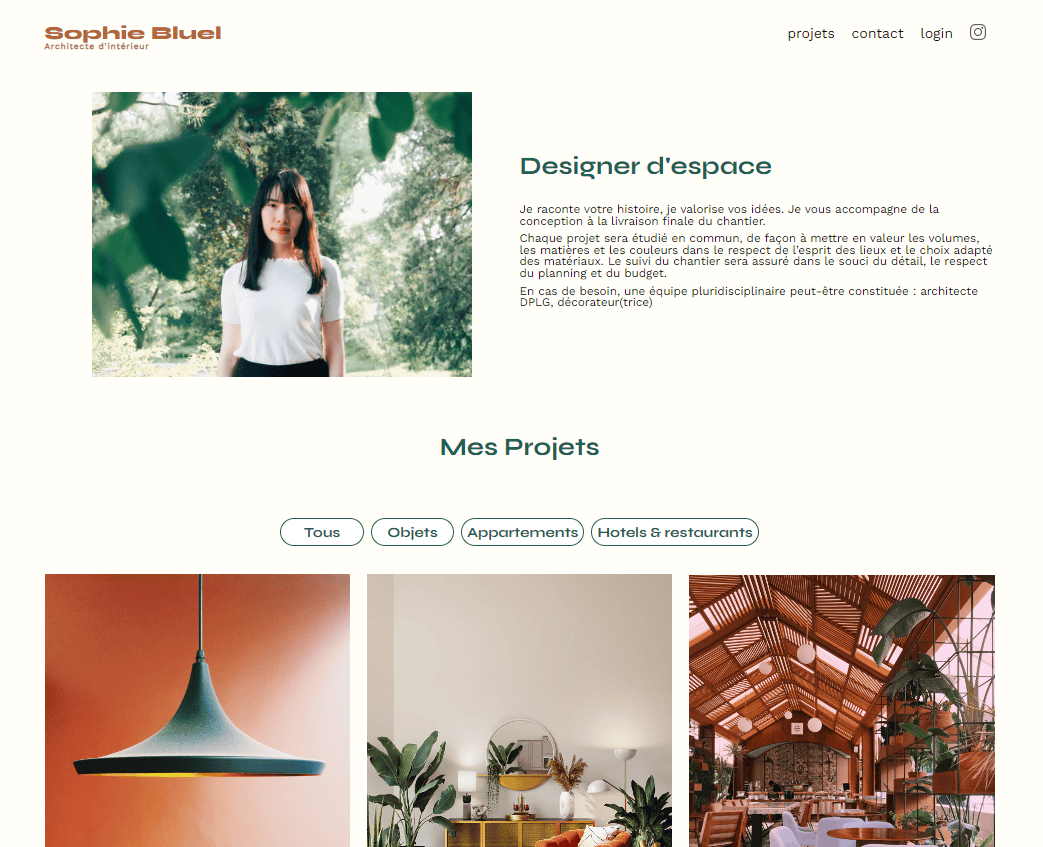 Sophie Bluel
Architecte d'intérieur
projets contact login
Designer d'espace
Je raconte votre histoire, je valorise vos idées. Je vous accompagne de la
conception à la livraison finale du chantier.
Chaque projet sera étudié en commun, de façon à mettre en valeur les volumes,
les matières et les couleurs dans le respect de l'esprit des lieux et le choix adapté
des matériaux. Le suivi du chantier sera assuré dans le souci du détail, le respect
du planning et du budget.
En cas de besoin, une équipe pluridisciplinaire peut-être constituée : architecte
DPLG, décorateur(trice)
Mes Projets
Tous Objets Appartements Hotels & restaurants